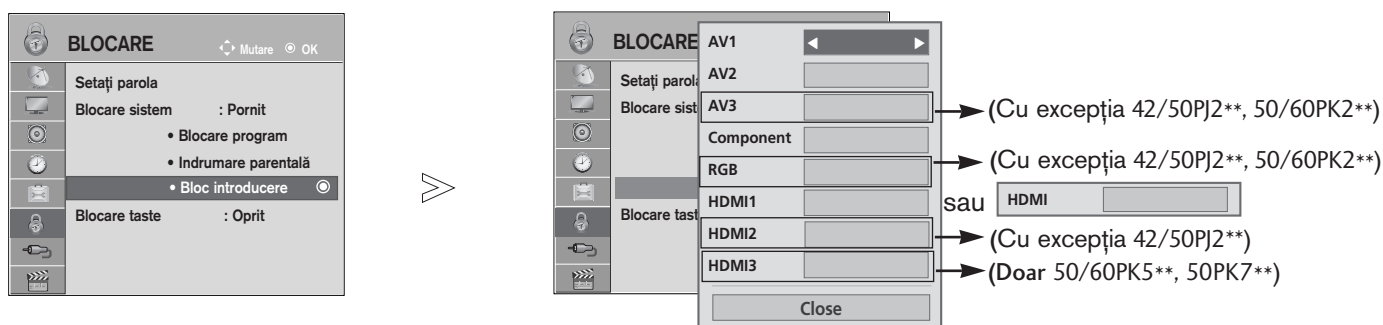 BLOCARE
Mutare OK
Setați parola
Blocare sistem : Pornit
• Blocare program
• Indrumare parentală
• Bloc introducere
Blocare taste : Oprit
BLOCARE
Setați parola
Blocare sist
Blocare tast
AV1
AV2
AV3
Component
RGB
HDMI1
HDMI2
HDMI3
Close
(Cu excepția 42/50PJ2**, 50/60PK2**)
(Cu excepția 42/50PJ2**, 50/60PK2**)
sau HDMI
(Cu excepția 42/50PJ2**)
(Doar 50/60PK5**, 50PK7**)